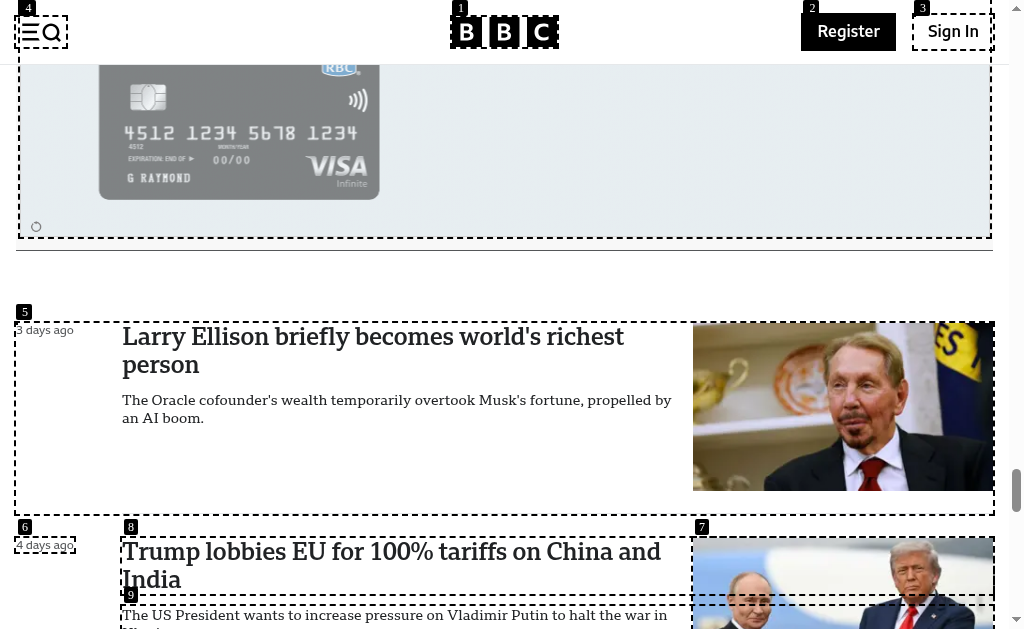 4
1
2
3
BBC
Register
Sign In
RBC
4512 1234 5678 1234
4512
MONTH/YEAR
EXPIRATION: END OF ▶ 00/00
VISA
Infinite
G RAYMOND
5
3 days ago
Larry Ellison briefly becomes world's richest
person
The Oracle cofounder's wealth temporarily overtook Musk's fortune, propelled by
an AI boom.
ES
6
8
7
4 days ago
Trump lobbies EU for 100% tariffs on China and
India
9
The US President wants to increase pressure on Vladimir Putin to halt the war in